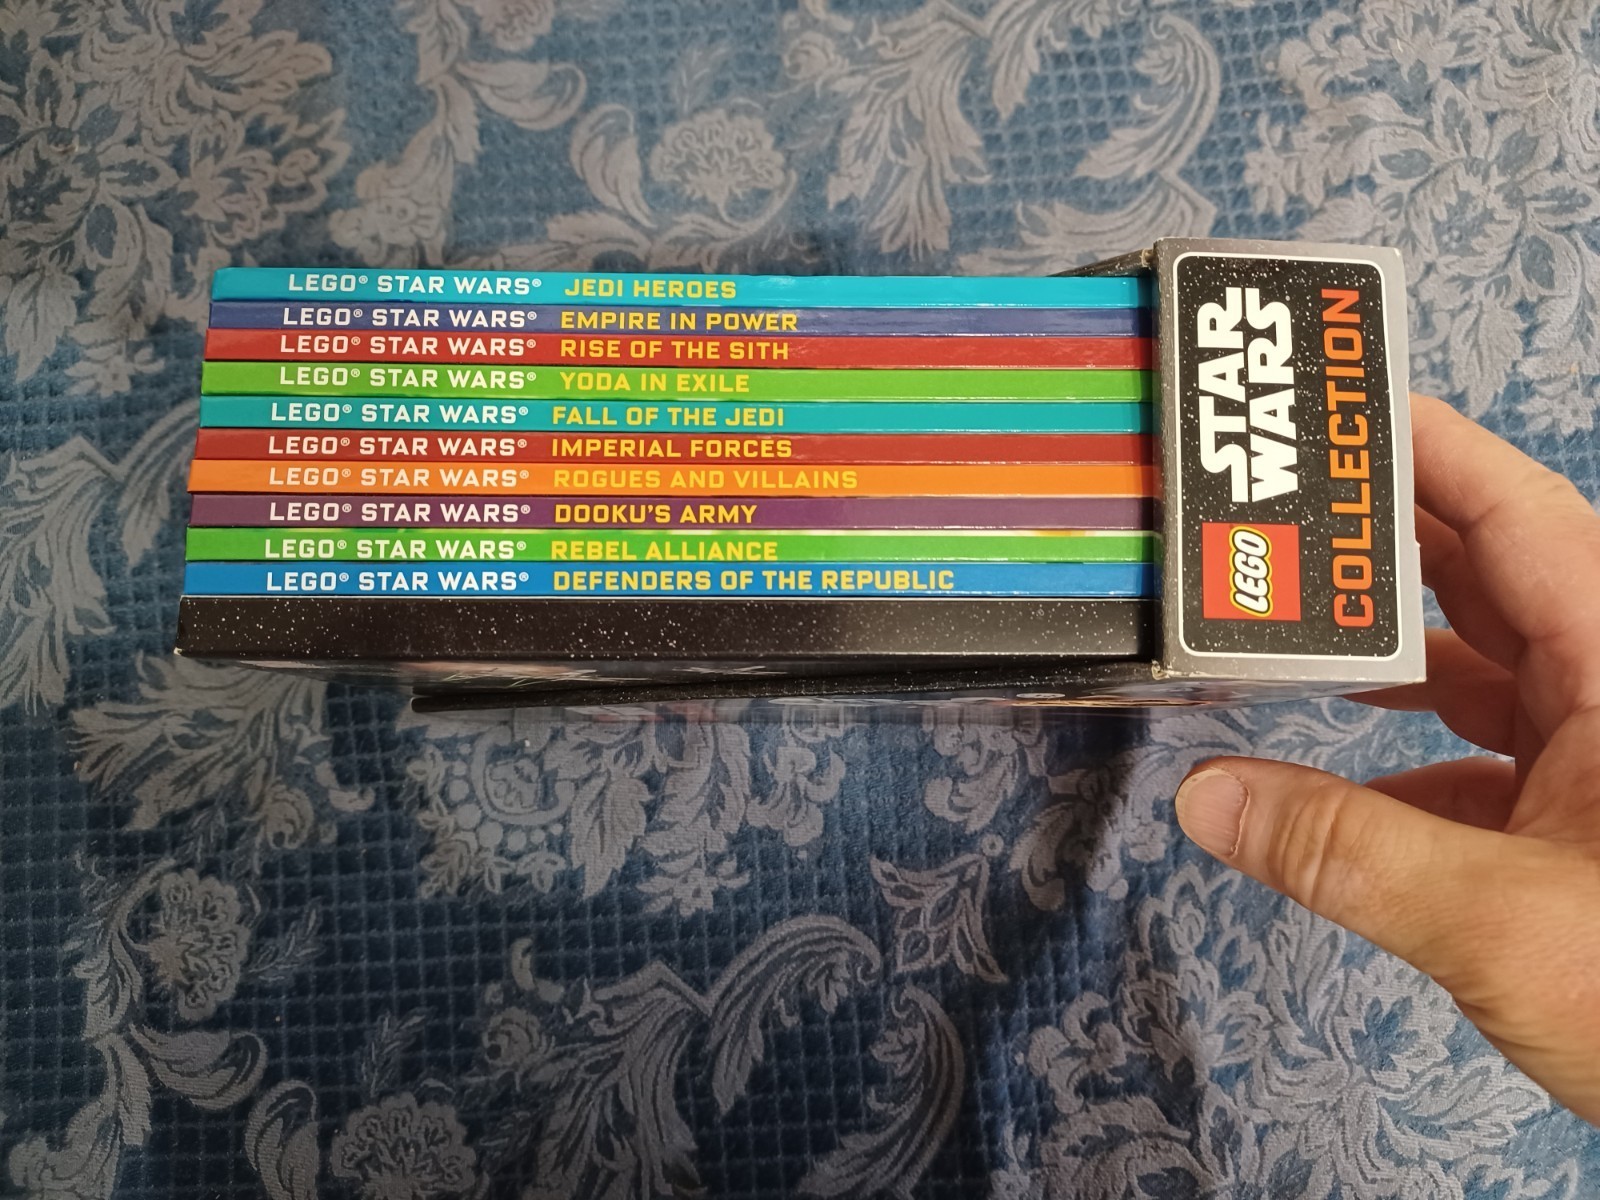 LEGO® STAR WARS® JEDI HEROES
LEGO® STAR WARS® EMPIRE IN POWER
LEGO® STAR WARS® RISE OF THE SITH
LEGO® STAR WARS® YODA IN EXILE
LEGO® STAR WARS® FALL OF THE JEDI
LEGO® STAR WARS® IMPERIAL FORCES
LEGO® STAR WARS® ROGUES AND VILLAINS
LEGO® STAR WARS® DOOKU'S ARMY
LEGO® STAR WARS® REBEL ALLIANCE
LEGO® STAR WARS® DEFENDERS OF THE REPUBLIC
LEGO
STAR
WARS
COLLECTION